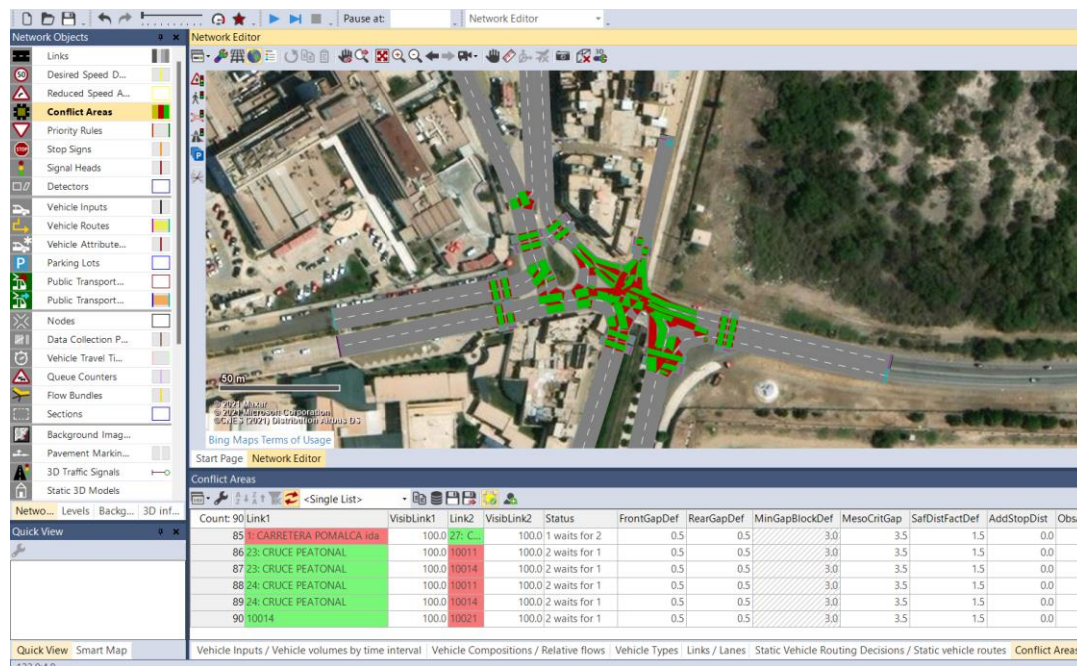 Pause at:
Network Editor
Network Objects
Network Editor
Links
Desired Speed D...
Reduced Speed A...
Conflict Areas
Priority Rules
Stop Signs
Signal Heads
Detectors
Vehicle Inputs
Vehicle Routes
Vehicle Attribute...
Parking Lots
Public Transport...
Public Transport...
Nodes
Data Collection P...
Vehicle Travel Ti...
Queue Counters
Flow Bundles
Sections
Background Imag...
Pavement Markin...
3D Traffic Signals
Static 3D Models
Netwo... Levels Backg... 3D inf...
50 m
© 2021 Maxar
© 2021 Microsoft Corporation
©CNES (2021) Distribution Airbus DS
Bing Maps Terms of Usage
Start Page Network Editor
Conflict Areas
<Single List>
Quick View
Count: 90 Link1 VisibLink1 Link2 VisibLink2 Status FrontGapDef RearGapDef MinGapBlockDef MesoCritGap SafDistFactDef AddStopDist Obs
85 1: CARRETERA POMALCA ida 100.0 27: C... 100.0 1 waits for 2 0.5 0.5 3.0 3.5 1.5 0.0
86 23: CRUCE PEATONAL 100.0 10011 100.0 2 waits for 1 0.5 0.5 3.0 3.5 1.5 0.0
87 23: CRUCE PEATONAL 100.0 10014 100.0 2 waits for 1 0.5 0.5 3.0 3.5 1.5 0.0
88 24: CRUCE PEATONAL 100.0 10011 100.0 2 waits for 1 0.5 0.5 3.0 3.5 1.5 0.0
89 24: CRUCE PEATONAL 100.0 10014 100.0 2 waits for 1 0.5 0.5 3.0 3.5 1.5 0.0
90 10014 100.0 10021 100.0 2 waits for 1 0.5 0.5 3.0 3.5 1.5 0.0
Quick View Smart Map
Vehicle Inputs / Vehicle volumes by time interval Vehicle Compositions / Relative flows Vehicle Types Links / Lanes Static Vehicle Routing Decisions / Static vehicle routes Conflict Areas